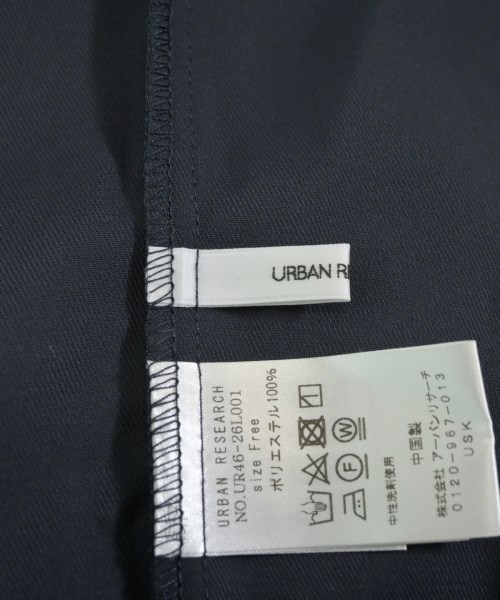 URBAN RE
URBAN RESEARCH
NO.UR46-26L001
size Free
ポリエステル100%
中性洗剤使用
中国製
株式会社 アーバンリサーチ
0120-967-013
USK